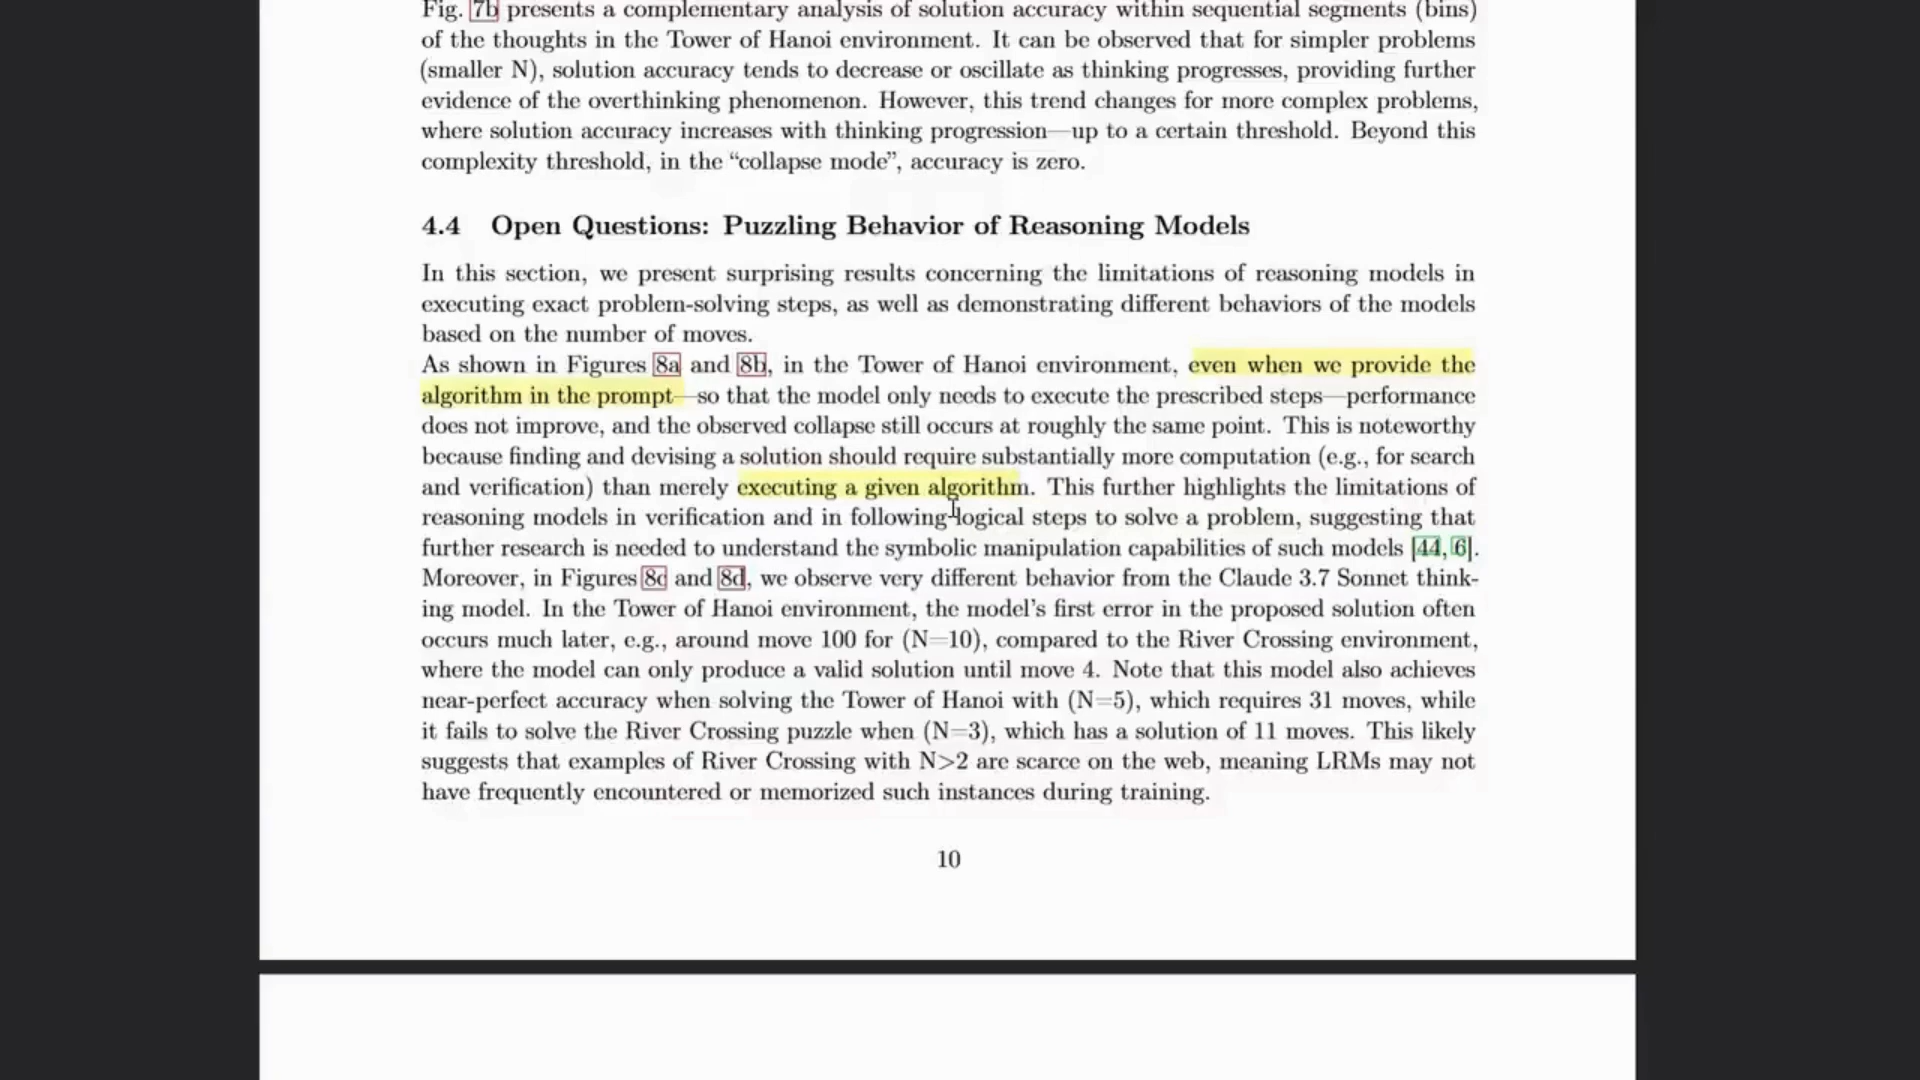 Fig. 7b presents a complementary analysis of solution accuracy within sequential segments (bins)
of the thoughts in the Tower of Hanoi environment. It can be observed that for simpler problems
(smaller N), solution accuracy tends to decrease or oscillate as thinking progresses, providing further
evidence of the overthinking phenomenon. However, this trend changes for more complex problems,
where solution accuracy increases with thinking progression—up to a certain threshold. Beyond this
complexity threshold, in the “collapse mode”, accuracy is zero.
4.4 Open Questions: Puzzling Behavior of Reasoning Models
In this section, we present surprising results concerning the limitations of reasoning models in
executing exact problem-solving steps, as well as demonstrating different behaviors of the models
based on the number of moves.
As shown in Figures 8a and 8b, in the Tower of Hanoi environment, even when we provide the
algorithm in the prompt—so that the model only needs to execute the prescribed steps—performance
does not improve, and the observed collapse still occurs at roughly the same point. This is noteworthy
because finding and devising a solution should require substantially more computation (e.g., for search
and verification) than merely executing a given algorithm. This further highlights the limitations of
reasoning models in verification and in following logical steps to solve a problem, suggesting that
further research is needed to understand the symbolic manipulation capabilities of such models [44, 6].
Moreover, in Figures 8c and 8d, we observe very different behavior from the Claude 3.7 Sonnet think-
ing model. In the Tower of Hanoi environment, the model’s first error in the proposed solution often
occurs much later, e.g., around move 100 for (N=10), compared to the River Crossing environment,
where the model can only produce a valid solution until move 4. Note that this model also achieves
near-perfect accuracy when solving the Tower of Hanoi with (N=5), which requires 31 moves, while
it fails to solve the River Crossing puzzle when (N=3), which has a solution of 11 moves. This likely
suggests that examples of River Crossing with N>2 are scarce on the web, meaning LRMs may not
have frequently encountered or memorized such instances during training.
10